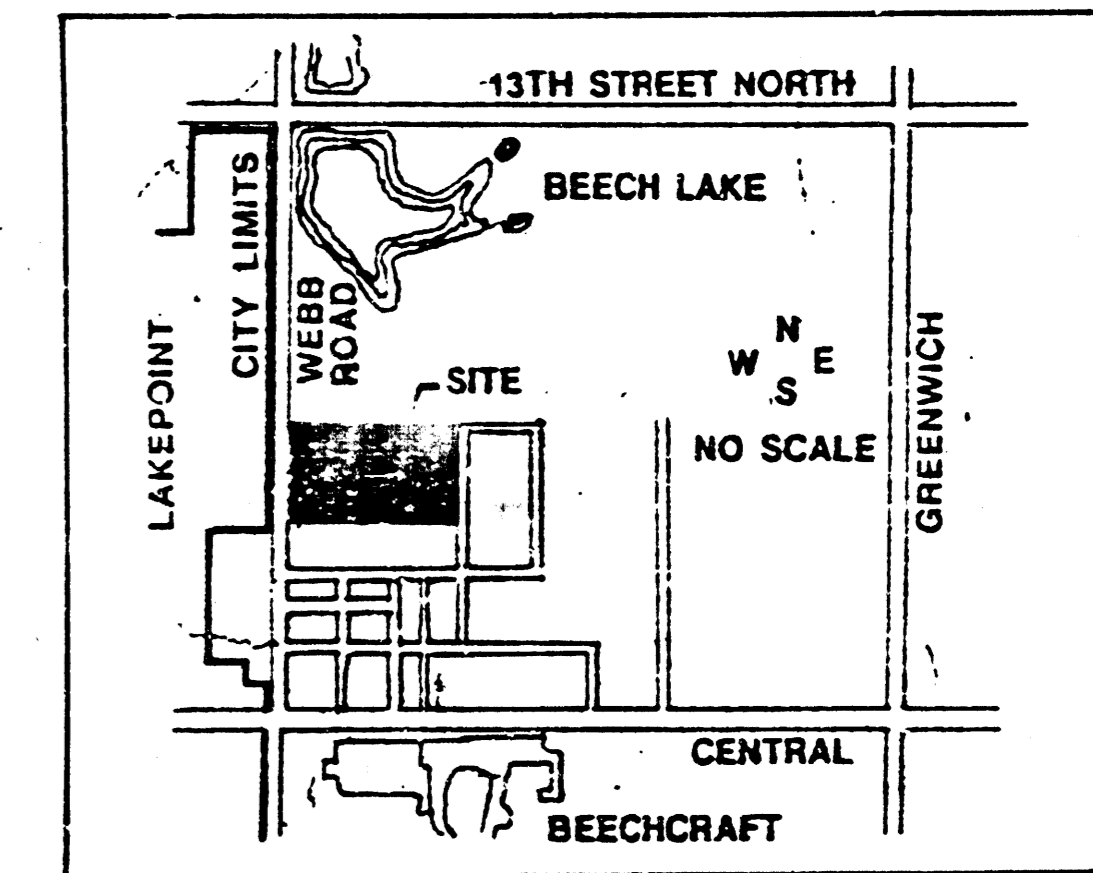 13TH STREET NORTH
BEECH LAKE
CITY LIMITS
WEBB
ROAD
LAKEPOINT
N
W E
S
SITE
NO SCALE
GREENWICH
CENTRAL
BEECHCRAFT